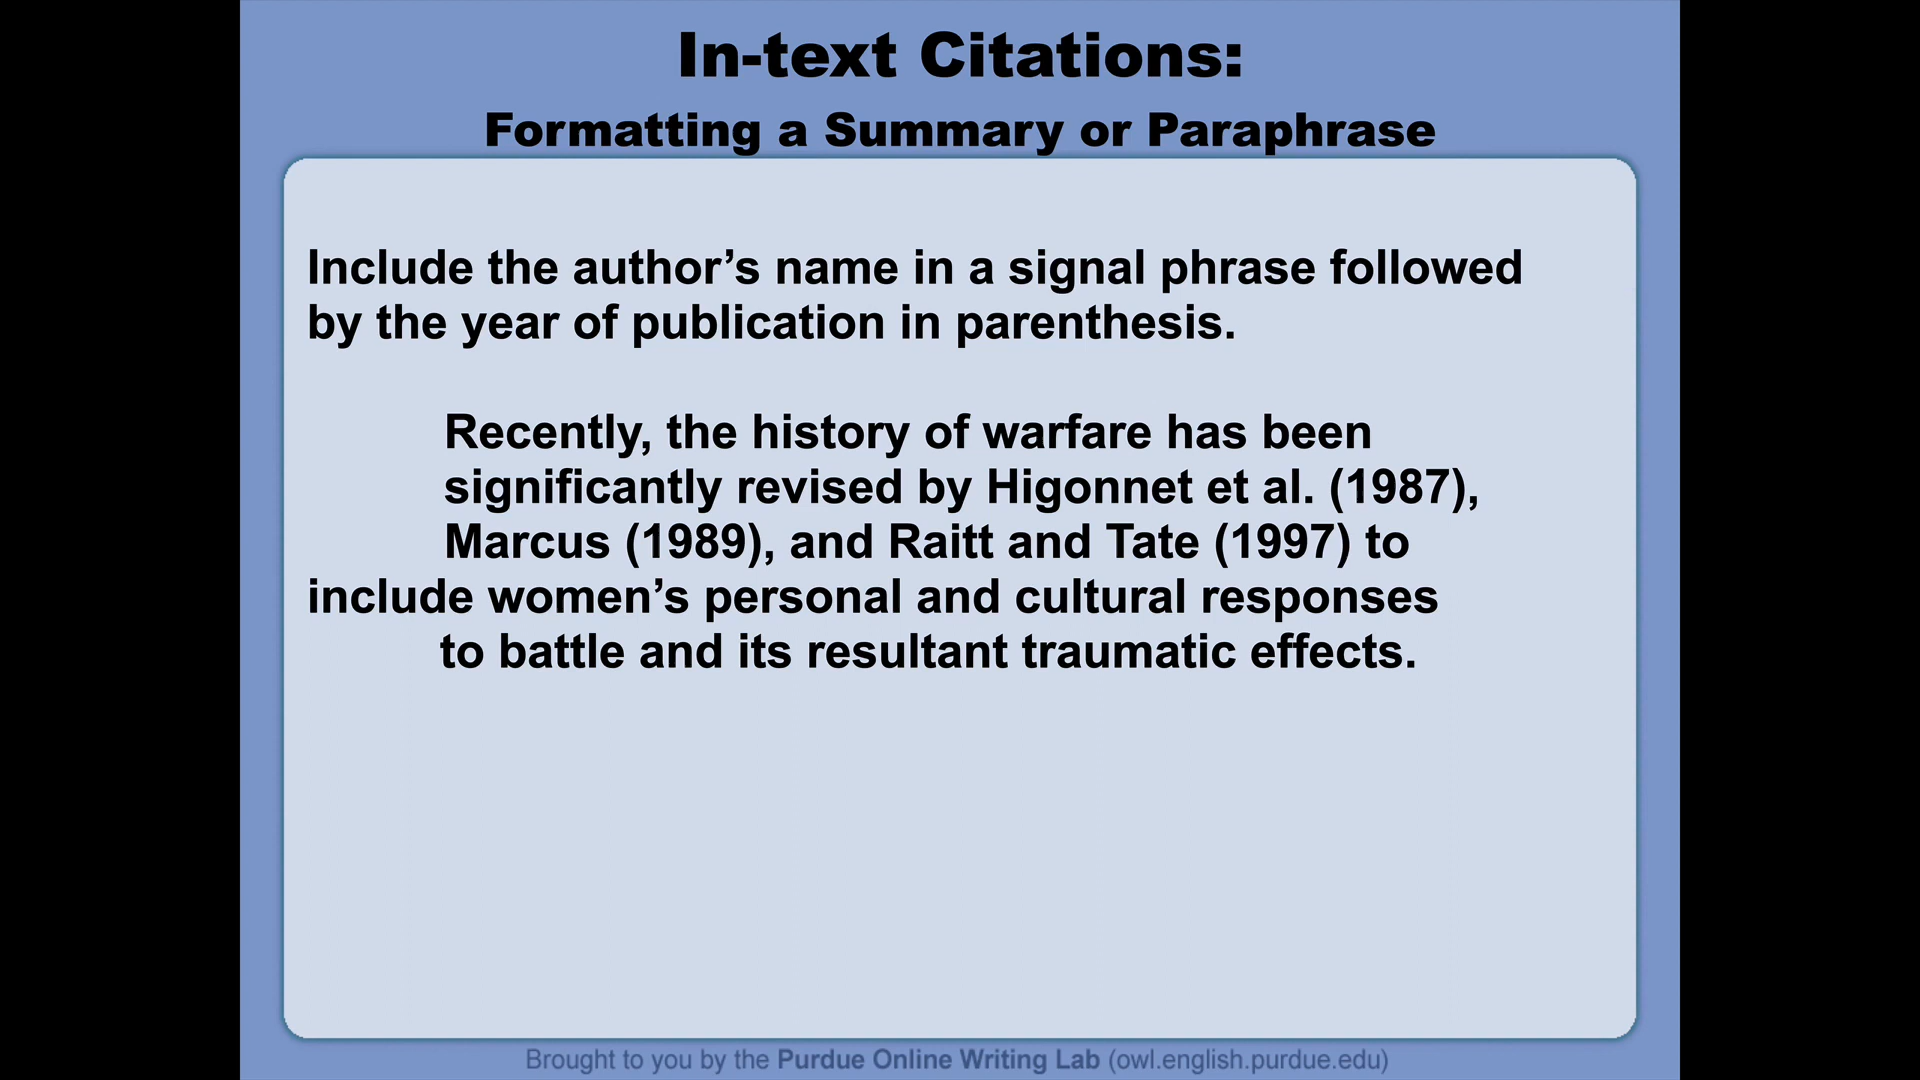 In-text Citations:
Formatting a Summary or Paraphrase
Include the author’s name in a signal phrase followed
by the year of publication in parenthesis.
Recently, the history of warfare has been
significantly revised by Higonnet et al. (1987),
Marcus (1989), and Raitt and Tate (1997) to
include women’s personal and cultural responses
to battle and its resultant traumatic effects.
Brought to you by the Purdue Online Writing Lab (owl.english.purdue.edu)